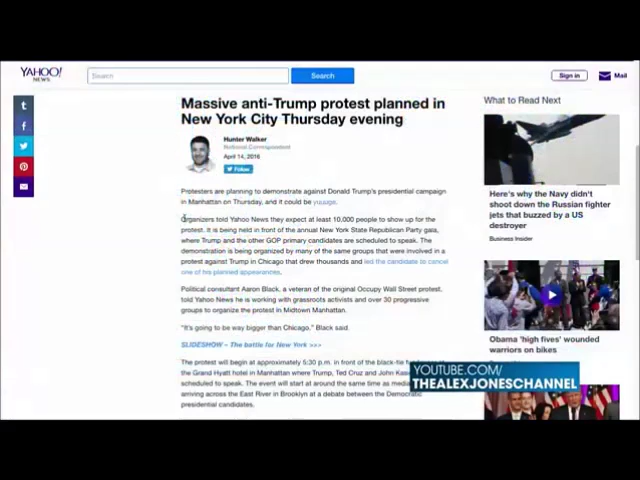 YAHOO!
NEWS
Search
Search
Sign in
Mail
Massive anti-Trump protest planned in
New York City Thursday evening
Hunter Walker
National Correspondent
April 14, 2016
Follow
Protesters are planning to demonstrate against Donald Trump's presidential campaign
in Manhattan on Thursday, and it could be yuuuge.
Organizers told Yahoo News they expect at least 10,000 people to show up for the
protest. It is being held in front of the annual New York State Republican Party gala,
where Trump and the other GOP primary candidates are scheduled to speak. The
demonstration is being organized by many of the same groups that were involved in a
protest against Trump in Chicago that drew thousands and led the candidate to cancel
one of his planned appearances.
Political consultant Aaron Black, a veteran of the original Occupy Wall Street protest,
told Yahoo News he is working with grassroots activists and over 30 progressive
groups to organize the protest in Midtown Manhattan.
"It's going to be way bigger than Chicago," Black said.
SLIDESHOW – The battle for New York >>>
The protest will begin at approximately 5:30 p.m. in front of the black-tie
the Grand Hyatt hotel in Manhattan where Trump, Ted Cruz and John
scheduled to speak. The event will start at around the same time as
arriving across the East River in Brooklyn at a debate between the Democratic
presidential candidates.
What to Read Next
Here's why the Navy didn't
shoot down the Russian fighter
jets that buzzed by a US
destroyer
Business Insider
Obama 'high fives' wounded
warriors on bikes
YOUTUBE.COM/
THEALEXJONESCHANNEL